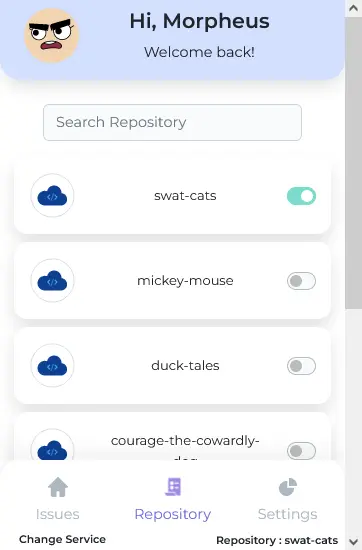 Hi, Morpheus
Welcome back!
Search Repository
swat-cats
mickey-mouse
duck-tales
courage-the-cowardly-
dog
Issues
Repository
Settings
Change Service
Repository : swat-cats